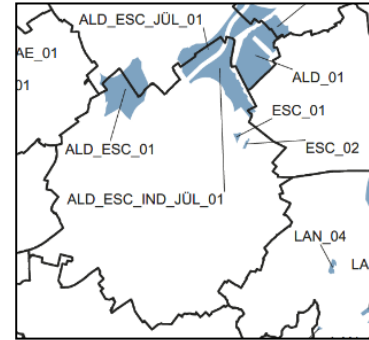 ALD_ESC_JÜL_01
AE_01
01
ALD_01
ESC_01
ALD_ESC_01
ESC_02
ALD_ESC_IND_JÜL_01
LAN_04
LA